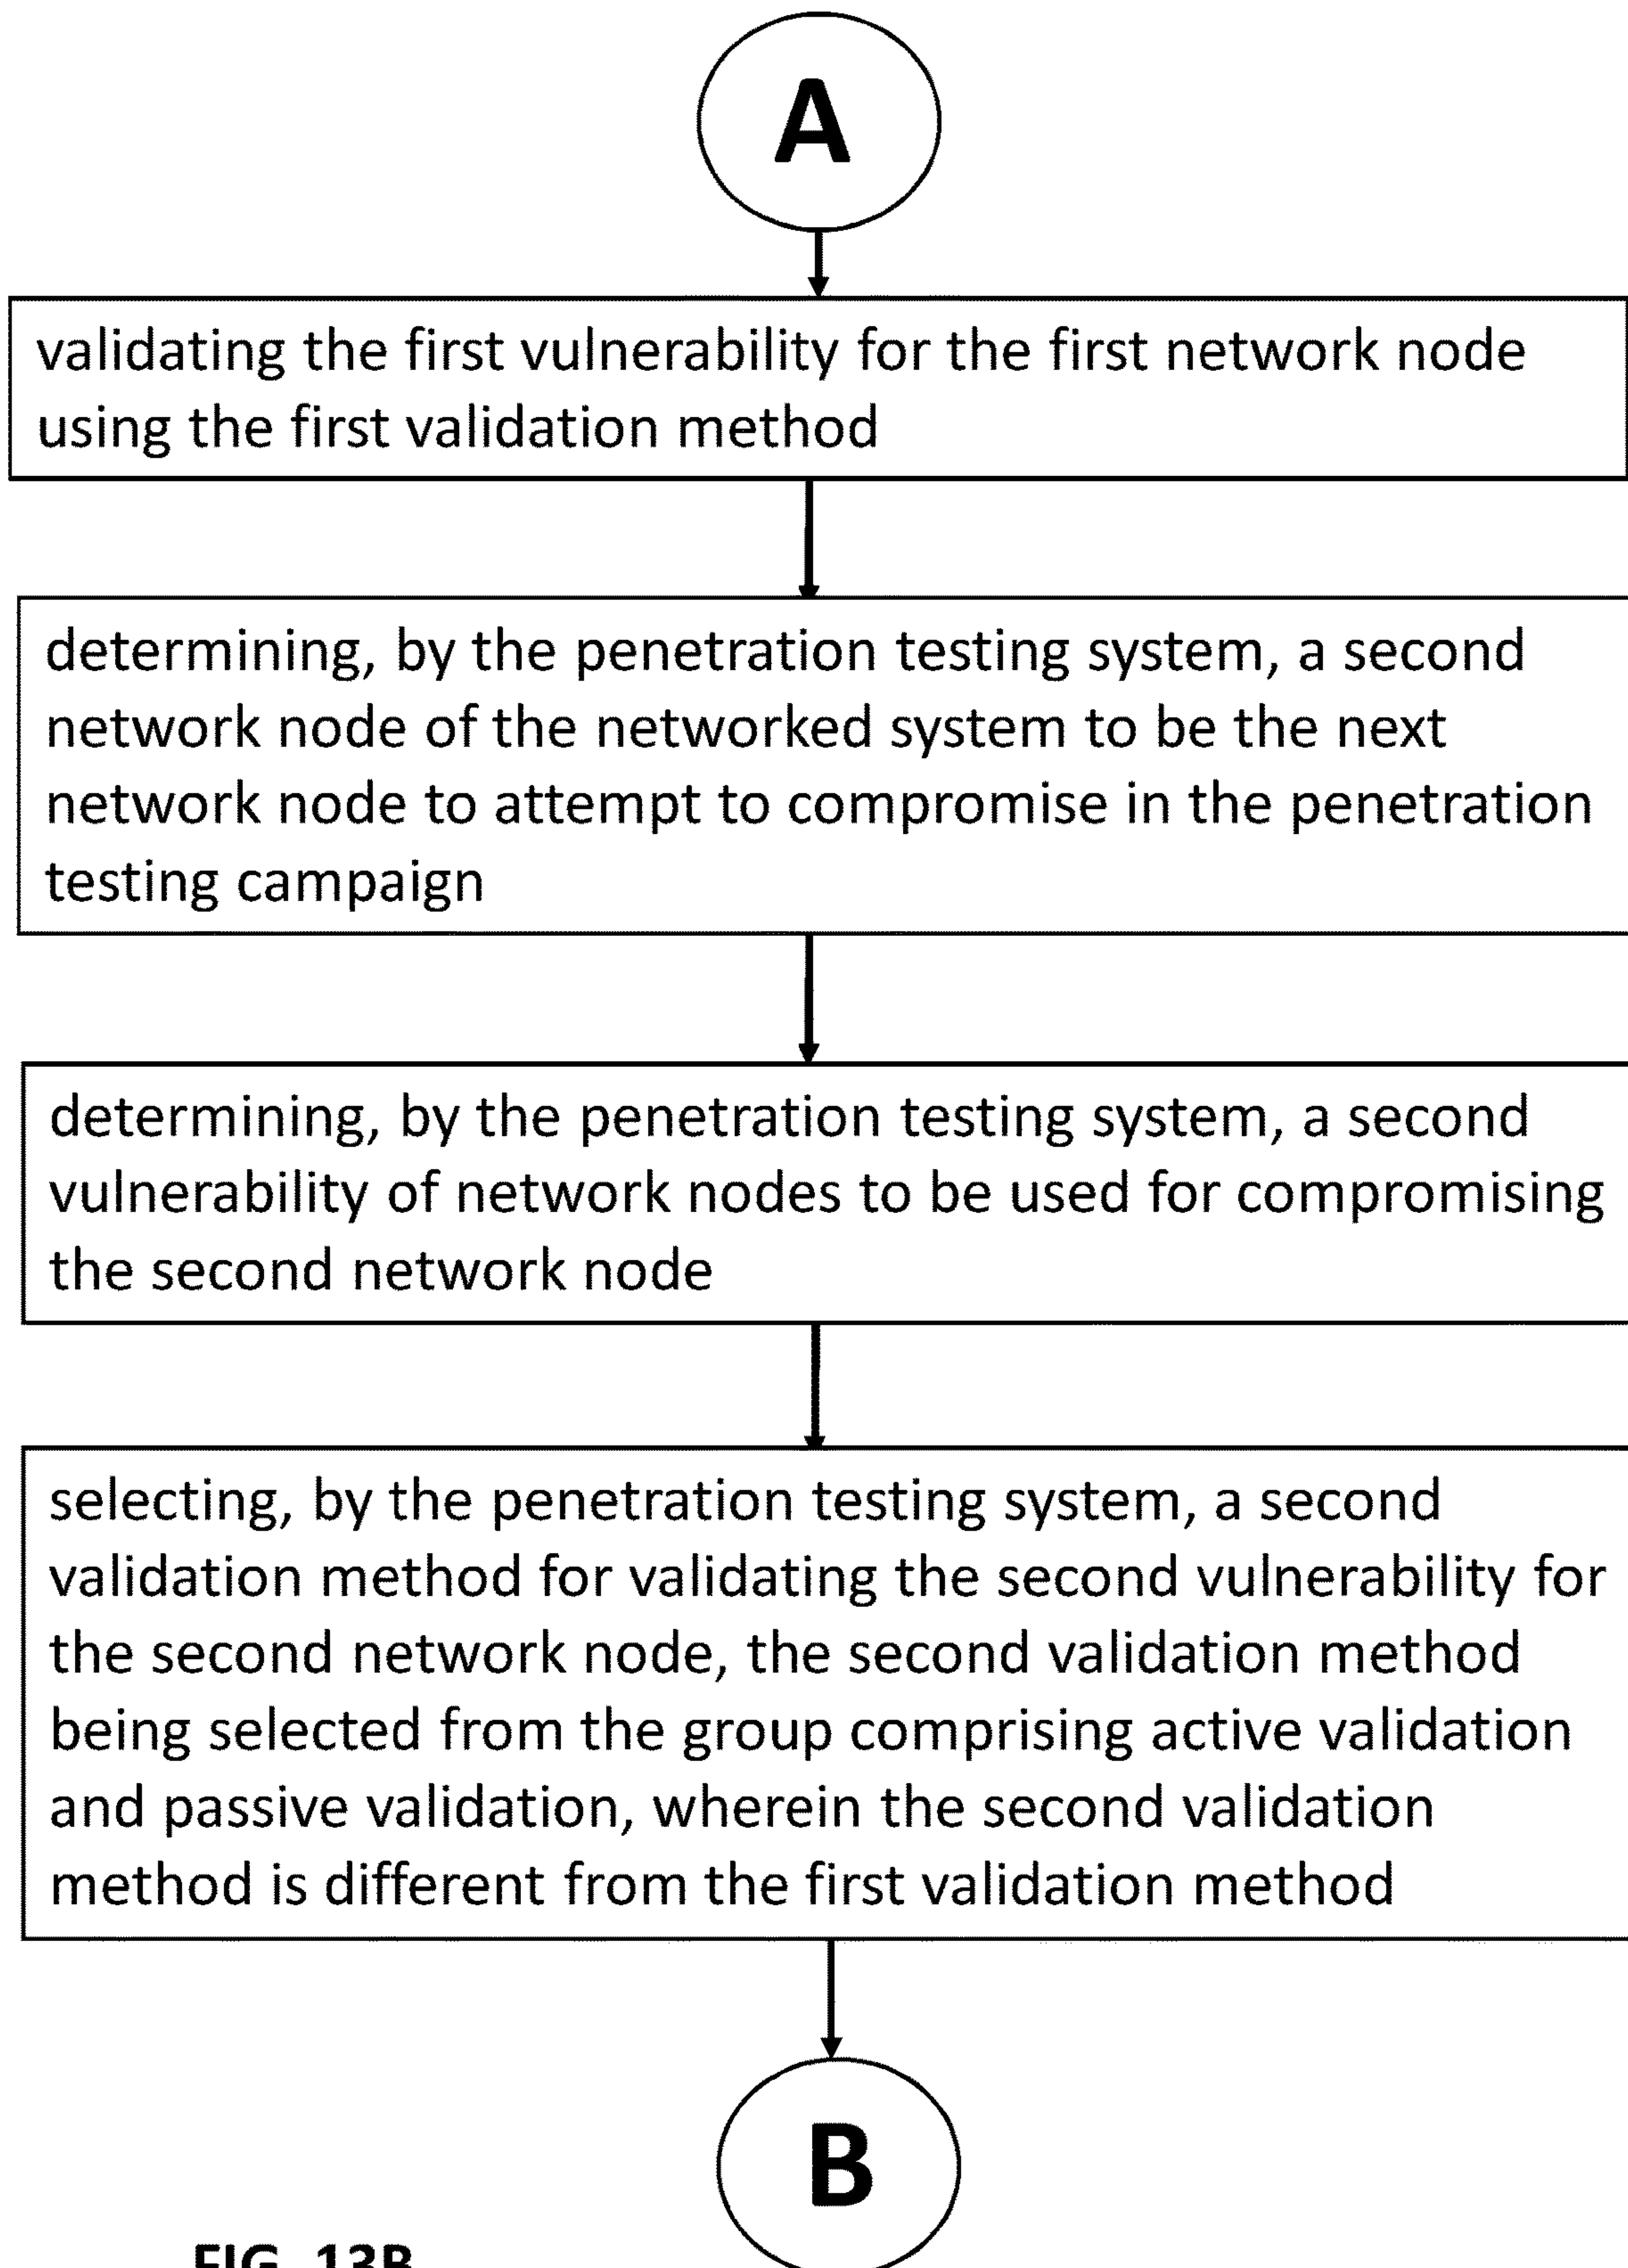 A
validating the first vulnerability for the first network node
using the first validation method
determining, by the penetration testing system, a second
network node of the networked system to be the next
network node to attempt to compromise in the penetration
testing campaign
determining, by the penetration testing system, a second
vulnerability of network nodes to be used for compromising
the second network node
selecting, by the penetration testing system, a second
validation method for validating the second vulnerability for
the second network node, the second validation method
being selected from the group comprising active validation
and passive validation, wherein the second validation
method is different from the first validation method
B
FIG. 13B